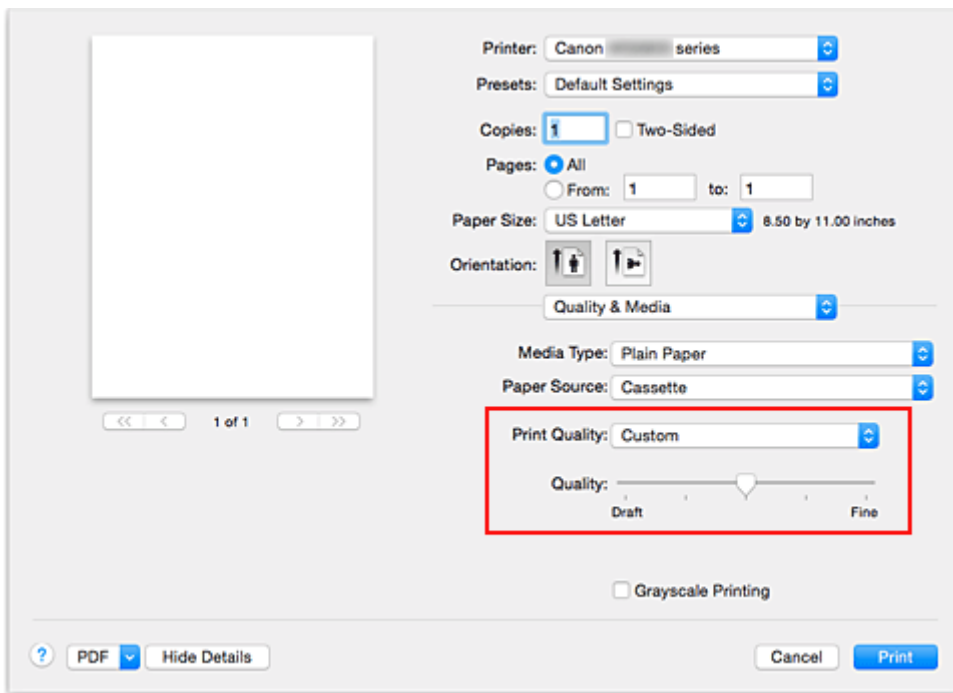 Printer: Canon series
Presets: Default Settings
Copies: 1 Two-Sided
Pages: All
From: 1 to: 1
Paper Size: US Letter 8.50 by 11.00 inches
Orientation:
Quality & Media
Media Type: Plain Paper
Paper Source: Cassette
<< < 1 of 1 > >>
Print Quality: Custom
Quality:
Draft Fine
Grayscale Printing
? PDF Hide Details Cancel Print